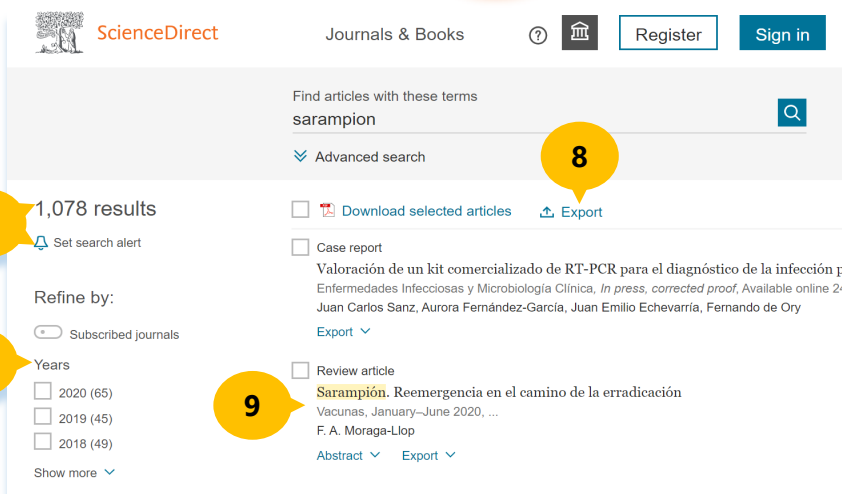 ScienceDirect
Journals & Books
?
Register
Sign in
Find articles with these terms
sarampion
Advanced search
8
1,078 results
Set search alert
Download selected articles
Export
Case report
Valoración de un kit comercializado de RT-PCR para el diagnóstico de la infección p
Enfermedades Infecciosas y Microbiología Clínica, In press, corrected proof, Available online 24
Juan Carlos Sanz, Aurora Fernández-García, Juan Emilio Echevarría, Fernando de Ory
Export
Refine by:
Subscribed journals
Years
2020 (65)
2019 (45)
2018 (49)
Show more
9
Review article
Sarampión. Reemergencia en el camino de la erradicación
Vacunas, January–June 2020, ...
F. A. Moraga-Llop
Abstract
Export